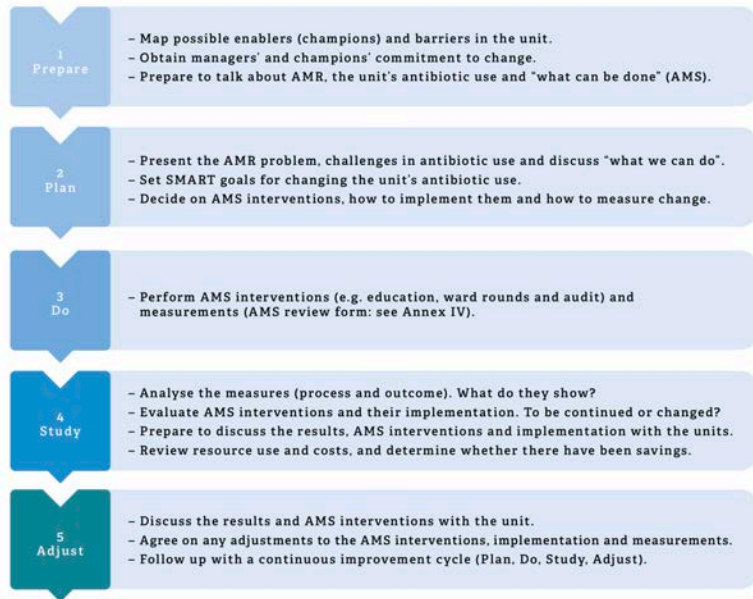 1
Prepare
– Map possible enablers (champions) and barriers in the unit.
– Obtain managers' and champions' commitment to change.
– Prepare to talk about AMR, the unit's antibiotic use and “what can be done” (AMS).
2
Plan
– Present the AMR problem, challenges in antibiotic use and discuss “what we can do”.
– Set SMART goals for changing the unit's antibiotic use.
– Decide on AMS interventions, how to implement them and how to measure change.
3
Do
– Perform AMS interventions (e.g. education, ward rounds and audit) and
measurements (AMS review form: see Annex IV).
4
Study
– Analyse the measures (process and outcome). What do they show?
– Evaluate AMS interventions and their implementation. To be continued or changed?
– Prepare to discuss the results, AMS interventions and implementation with the units.
– Review resource use and costs, and determine whether there have been savings.
5
Adjust
– Discuss the results and AMS interventions with the unit.
– Agree on any adjustments to the AMS interventions, implementation and measurements.
– Follow up with a continuous improvement cycle (Plan, Do, Study, Adjust).